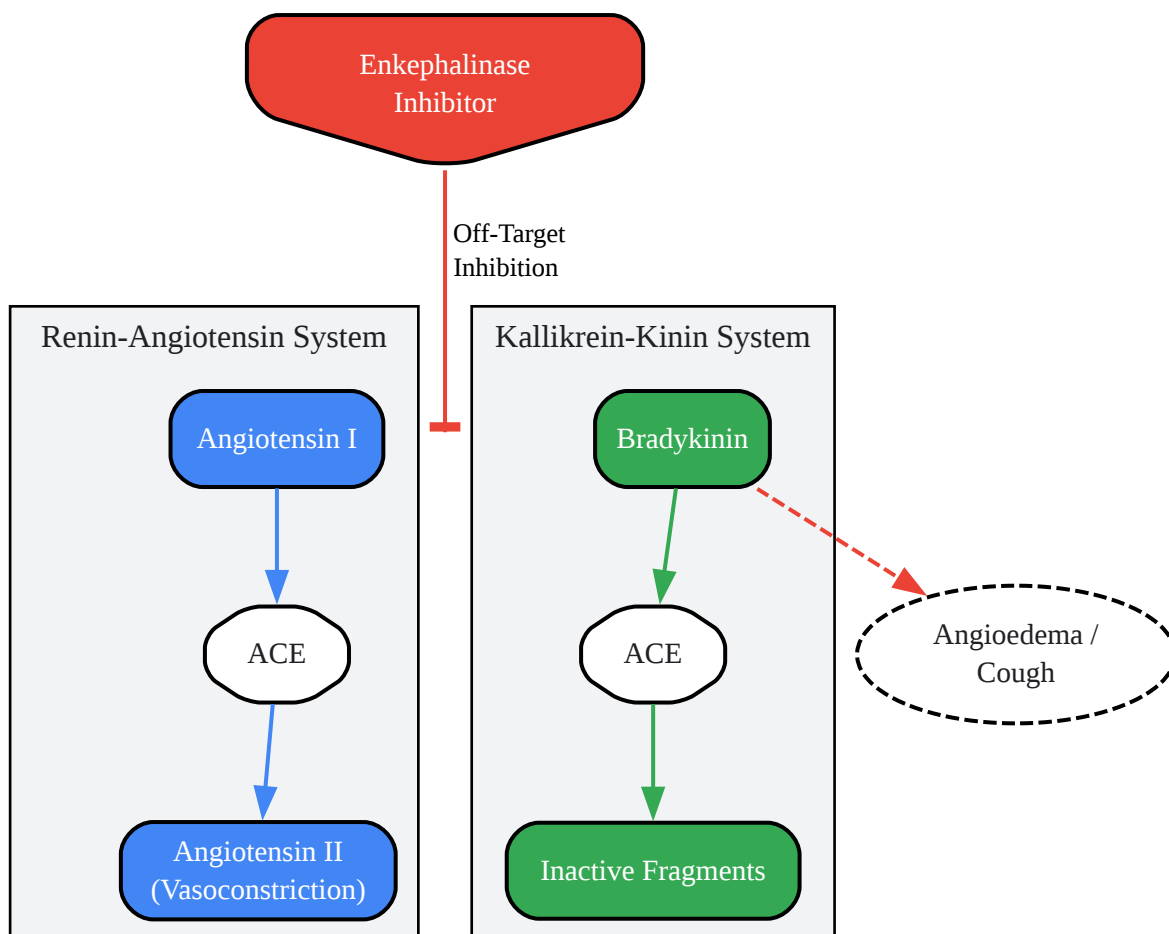 Enkephalinase
Inhibitor
Off-Target
Inhibition
Renin-Angiotensin System
Angiotensin I
ACE
Angiotensin II
(Vasoconstriction)
Kallikrein-Kinin System
Bradykinin
ACE
Inactive Fragments
Angioedema /
Cough